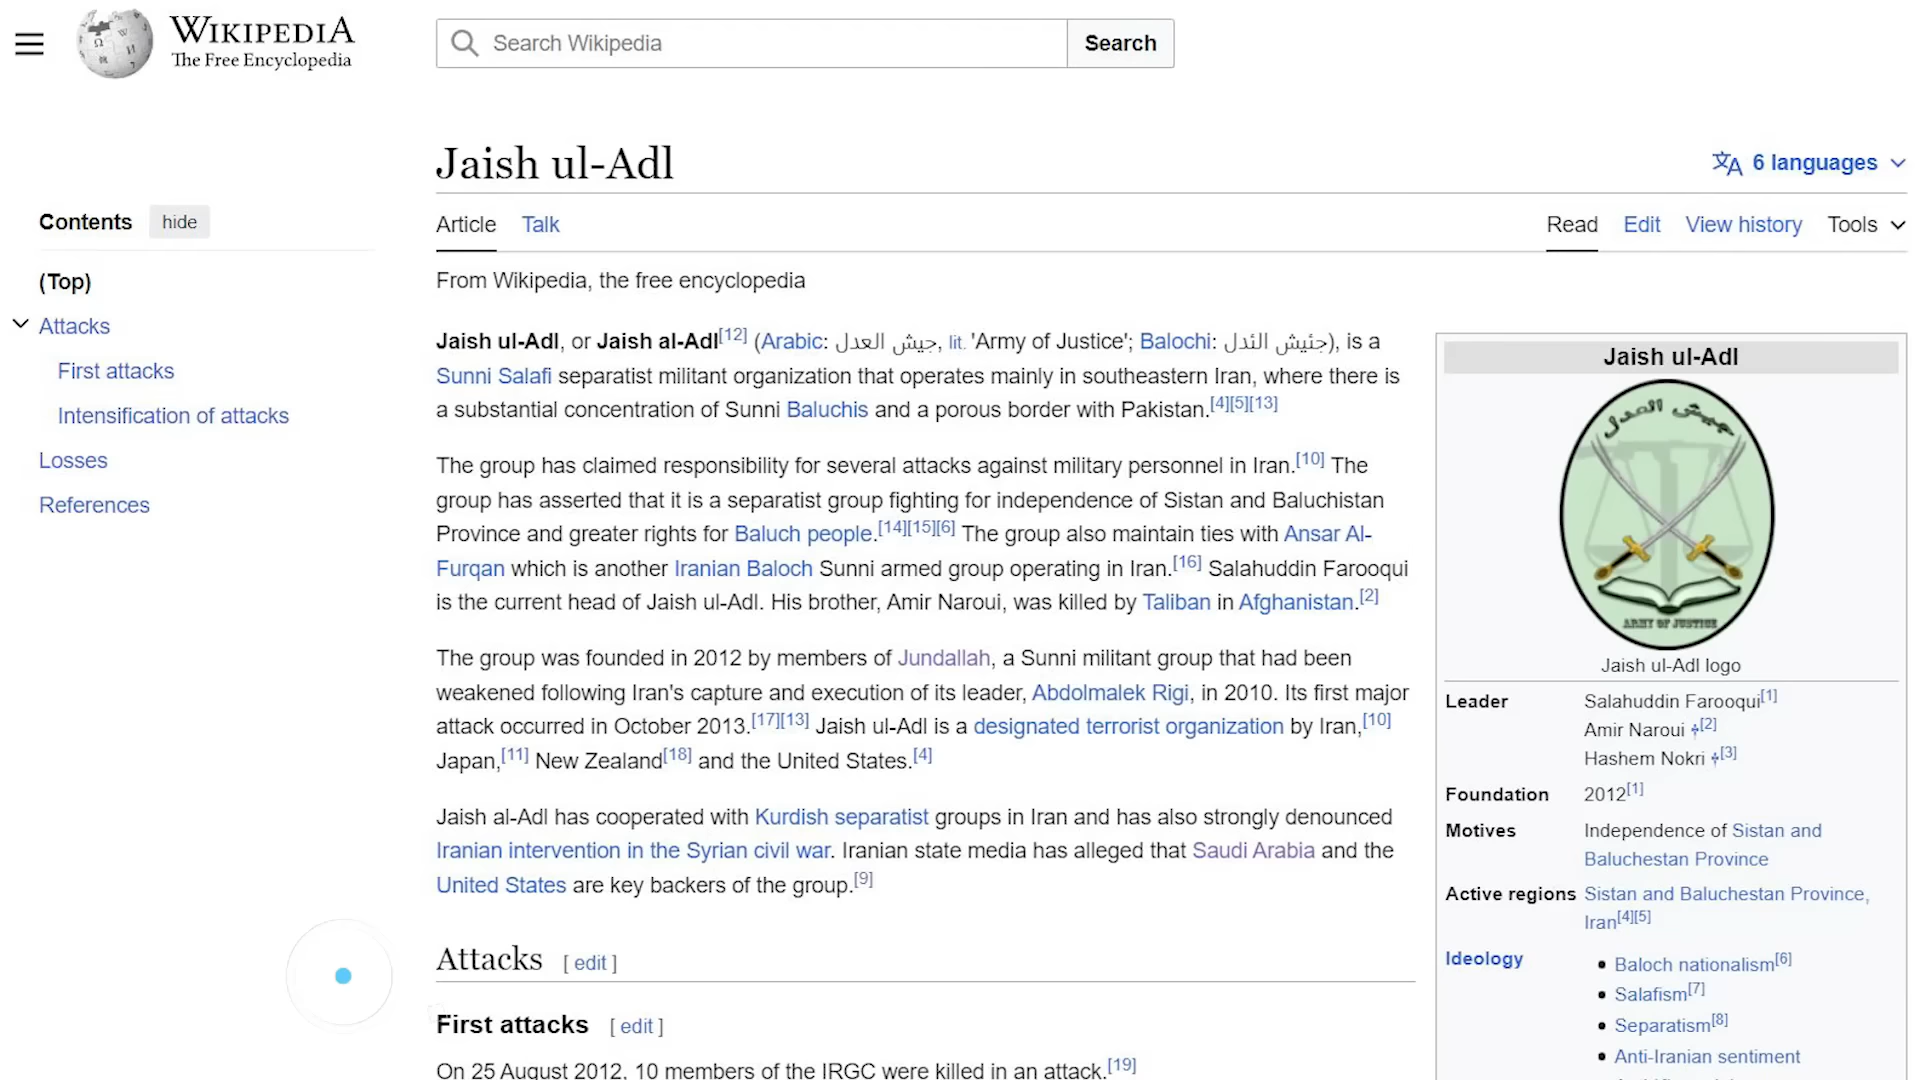 WIKIPEDIA
The Free Encyclopedia
Search Wikipedia
Search
Jaish ul-Adl
6 languages
Contents
hide
(Top)
Attacks
First attacks
Intensification of attacks
Losses
References
Article
Talk
Read
Edit
View history
Tools
From Wikipedia, the free encyclopedia
Jaish ul-Adl, or Jaish al-Adl[12] (Arabic: جيش العدل, lit. 'Army of Justice'; Balochi: جئیش الئدل), is a
Sunni Salafi separatist militant organization that operates mainly in southeastern Iran, where there is
a substantial concentration of Sunni Baluchis and a porous border with Pakistan.[4][5][13]
The group has claimed responsibility for several attacks against military personnel in Iran.[10] The
group has asserted that it is a separatist group fighting for independence of Sistan and Baluchistan
Province and greater rights for Baluch people.[14][15][6] The group also maintain ties with Ansar Al-
Furqan which is another Iranian Baloch Sunni armed group operating in Iran.[16] Salahuddin Farooqui
is the current head of Jaish ul-Adl. His brother, Amir Naroui, was killed by Taliban in Afghanistan.[2]
The group was founded in 2012 by members of Jundallah, a Sunni militant group that had been
weakened following Iran's capture and execution of its leader, Abdolmalek Rigi, in 2010. Its first major
attack occurred in October 2013.[17][13] Jaish ul-Adl is a designated terrorist organization by Iran,[10]
Japan,[11] New Zealand[18] and the United States.[4]
Jaish al-Adl has cooperated with Kurdish separatist groups in Iran and has also strongly denounced
Iranian intervention in the Syrian civil war. Iranian state media has alleged that Saudi Arabia and the
United States are key backers of the group.[9]
Attacks [ edit ]
First attacks [ edit ]
On 25 August 2012, 10 members of the IRGC were killed in an attack.[19]
Jaish ul-Adl
جيش العدل
ARMY OF JUSTICE
Jaish ul-Adl logo
Leader Salahuddin Farooqui[1]
Amir Naroui †[2]
Hashem Nokri †[3]
Foundation 2012[1]
Motives Independence of Sistan and
Baluchestan Province
Active regions Sistan and Baluchestan Province,
Iran[4][5]
Ideology • Baloch nationalism[6]
• Salafism[7]
• Separatism[8]
• Anti-Iranian sentiment